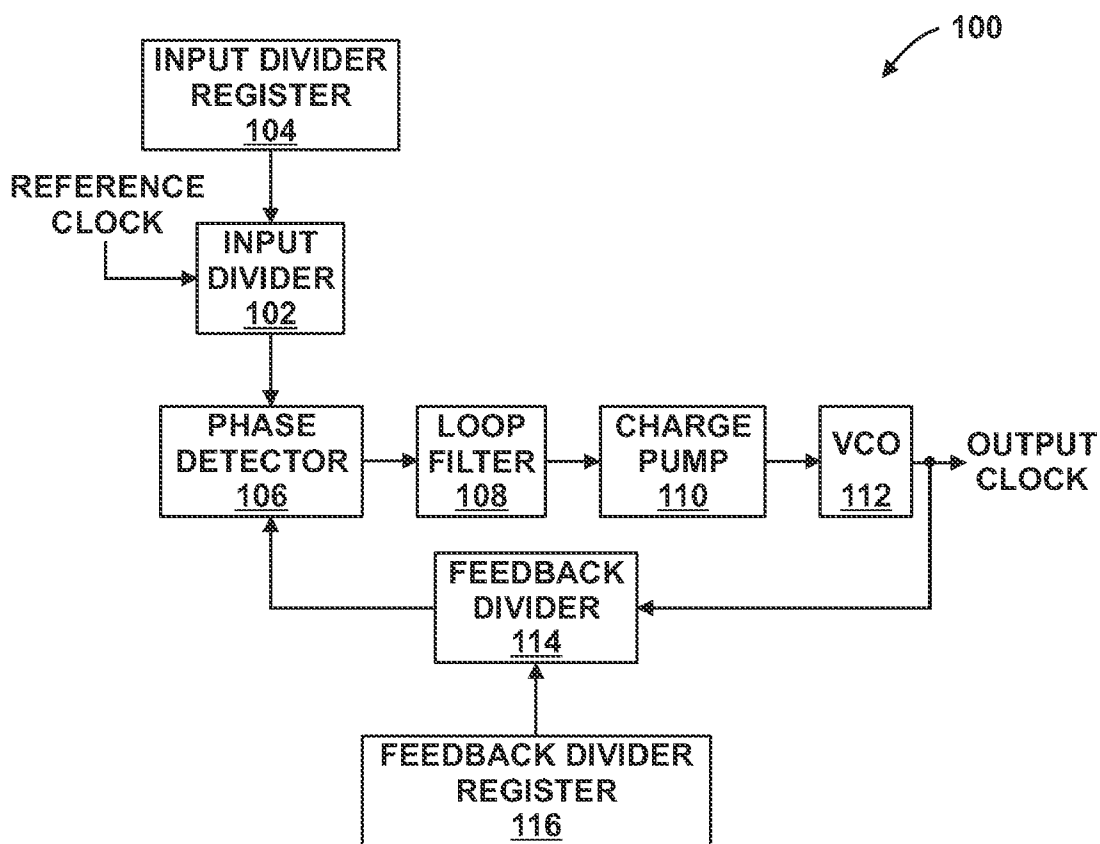 100
INPUT DIVIDER
REGISTER
104
REFERENCE
CLOCK
INPUT
DIVIDER
102
PHASE
DETECTOR
106
LOOP
FILTER
108
CHARGE
PUMP
110
VCO
112
OUTPUT
CLOCK
FEEDBACK
DIVIDER
114
FEEDBACK DIVIDER
REGISTER
116